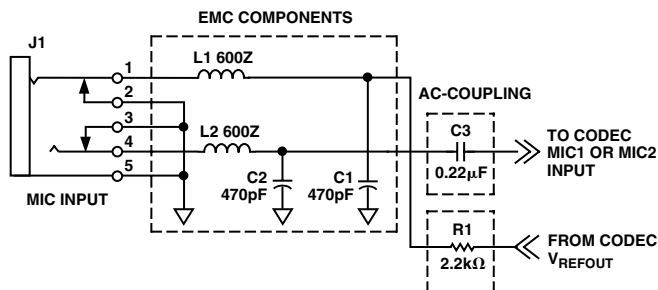 EMC COMPONENTS
J1
1
2
3
4
5
MIC INPUT
L1 600Z
L2 600Z
C2
470pF
C1
470pF
AC-COUPLING
C3
0.22µF
TO CODEC
MIC1 OR MIC2
INPUT
R1
2.2kΩ
FROM CODEC
VREFOUT